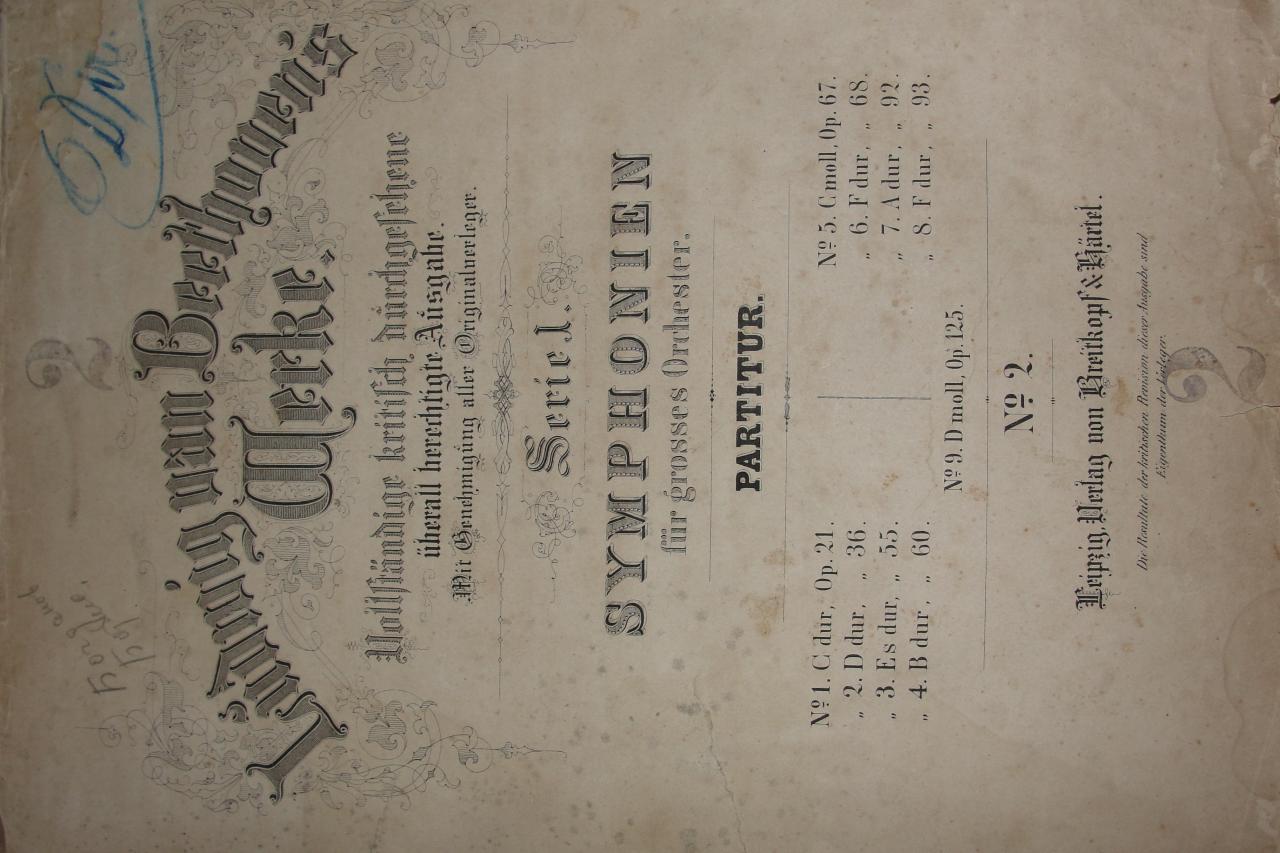 2
Ludwig van Beethoven's
Werke.
Vollständige kritisch durchgesehene
überall berechtigte Ausgabe.
Mit Genehmigung aller Originalverleger.
Serie 1.
SYMPHONIEN
für grosses Orchester.
PARTITUR.
No 1. C dur, Op. 21.
„ 2. D dur, „ 36.
„ 3. Es dur, „ 55.
„ 4. B dur, „ 60.
No 5. C moll, Op. 67.
„ 6. F dur, „ 68.
„ 7. A dur, „ 92.
„ 8. F dur, „ 93.
No 9. D moll, Op. 125.
No 2.
Leipzig, Verlag von Breitkopf & Härtel.
Die Resultate der kritischen Revision dieser Ausgabe sind
Eigenthum der Verleger.
2